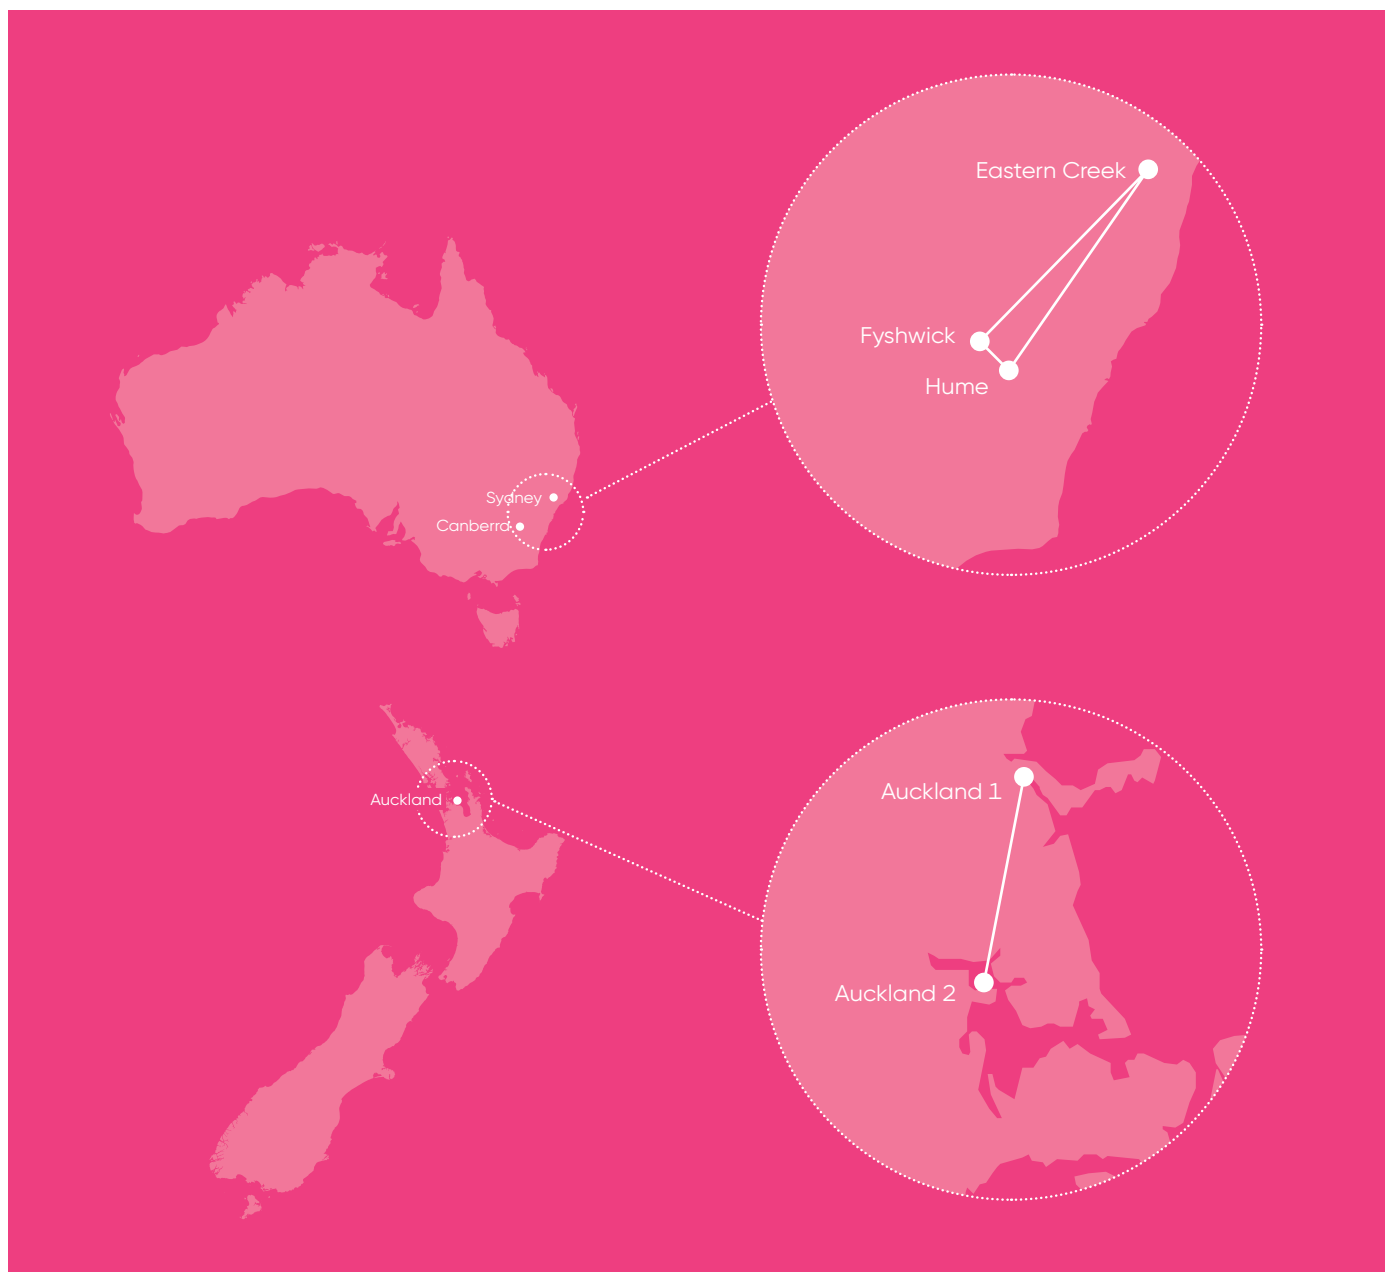 Eastern Creek
Fyshwick
Hume
Sydney
Canberra
Auckland
Auckland 1
Auckland 2